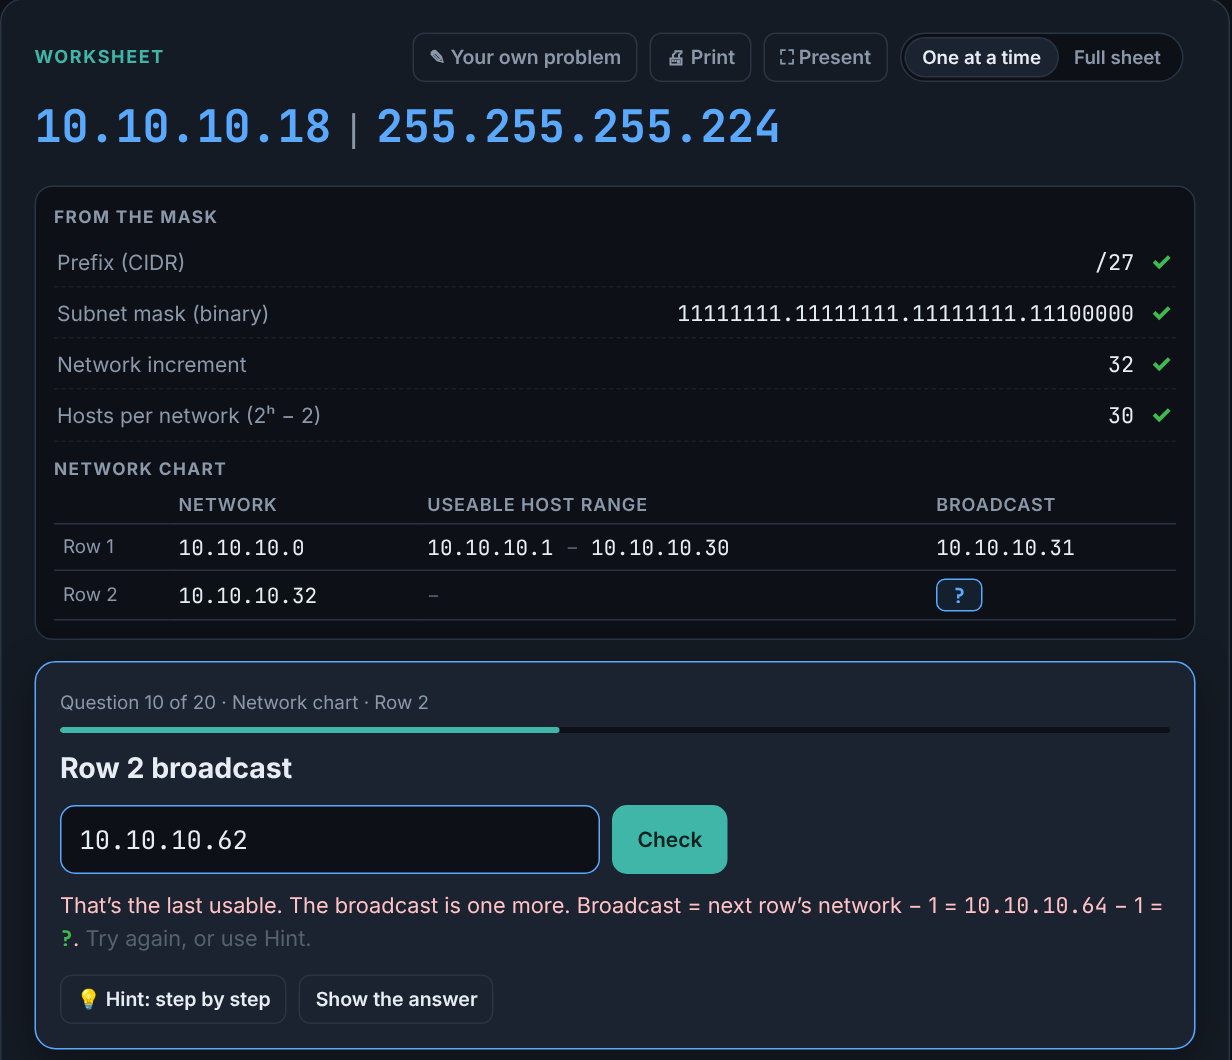 WORKSHEET
✎ Your own problem
🖨 Print
⛶ Present
One at a time
Full sheet
10.10.10.18 | 255.255.255.224
FROM THE MASK
Prefix (CIDR) /27 ✓
Subnet mask (binary) 11111111.11111111.11111111.11100000 ✓
Network increment 32 ✓
Hosts per network (2ʰ − 2) 30 ✓
NETWORK CHART
NETWORK USEABLE HOST RANGE BROADCAST
Row 1 10.10.10.0 10.10.10.1 – 10.10.10.30 10.10.10.31
Row 2 10.10.10.32 – ?
Question 10 of 20 · Network chart · Row 2
Row 2 broadcast
10.10.10.62
Check
That’s the last usable. The broadcast is one more. Broadcast = next row’s network − 1 = 10.10.10.64 − 1 =
?. Try again, or use Hint.
💡 Hint: step by step
Show the answer